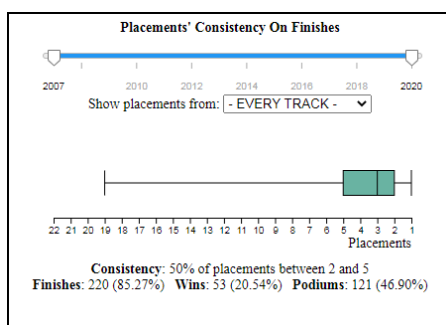 Placements' Consistency On Finishes
2007 2010 2012 2014 2016 2018 2020
Show placements from: - EVERY TRACK -
22 21 20 19 18 17 16 15 14 13 12 11 10 9 8 7 6 5 4 3 2 1
Placements
Consistency: 50% of placements between 2 and 5
Finishes: 220 (85.27%) Wins: 53 (20.54%) Podiums: 121 (46.90%)